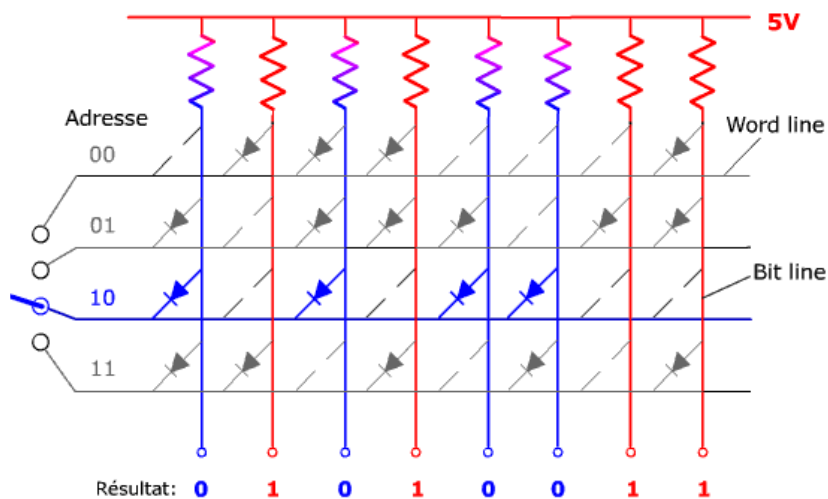 5V
Adresse
Word line
00
01
Bit line
10
11
Résultat: 0 1 0 1 0 0 1 1